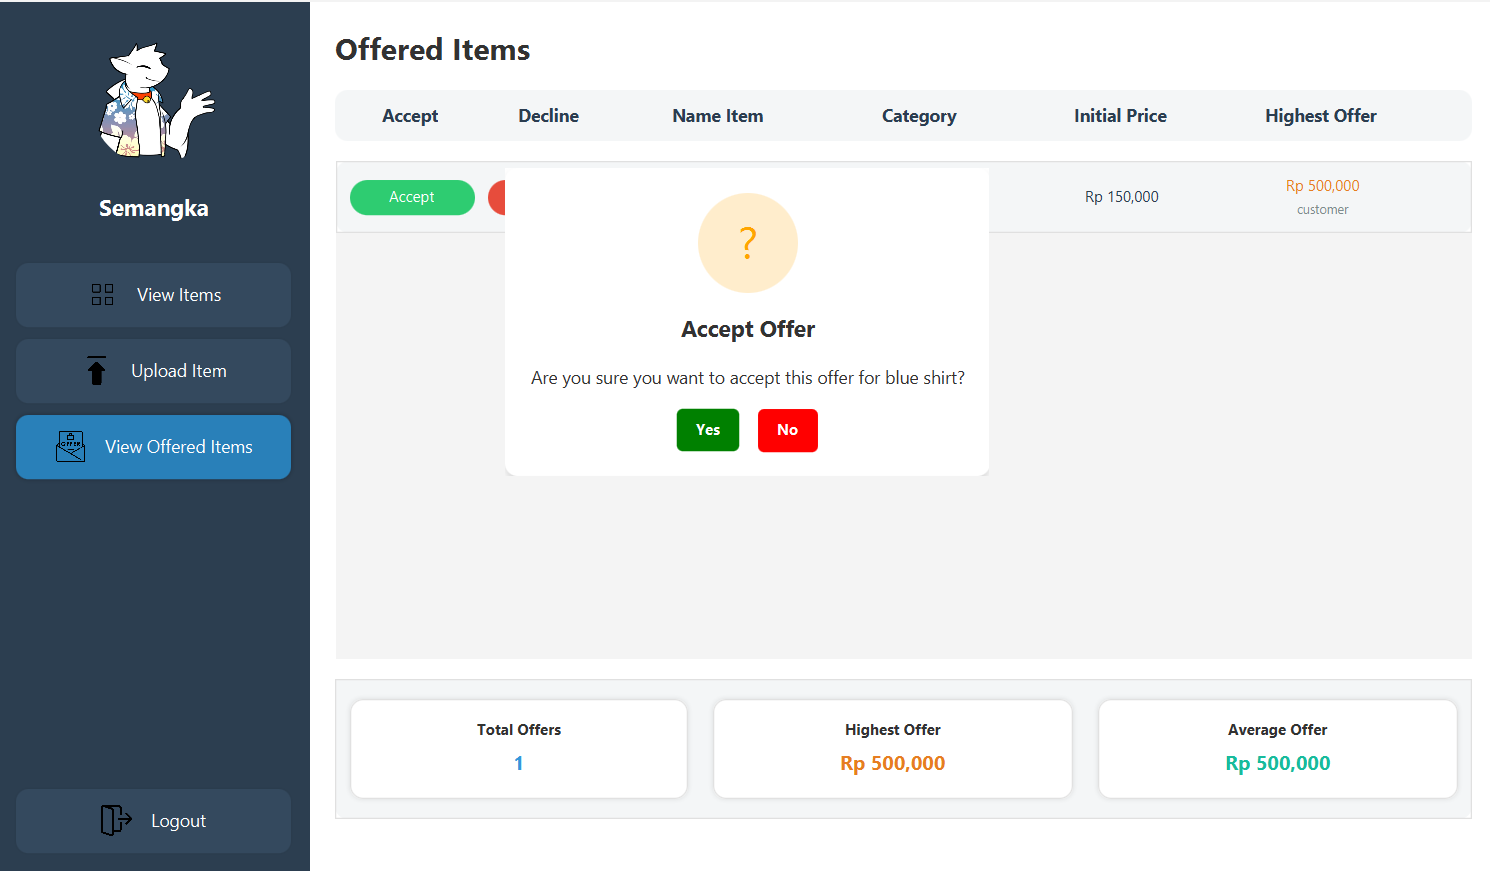 Semangka
View Items
Upload Item
OFFER
View Offered Items
Logout
Offered Items
Accept Decline Name Item Category Initial Price Highest Offer
Accept Rp 150,000 Rp 500,000
customer
?
Accept Offer
Are you sure you want to accept this offer for blue shirt?
Yes No
Total Offers Highest Offer Average Offer
1 Rp 500,000 Rp 500,000